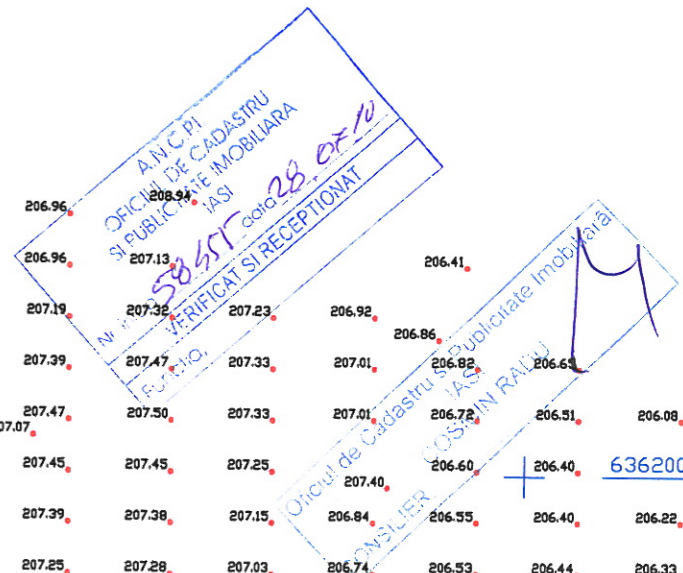 A.N.C.P.I
OFICIUL DE CADASTRU
SI PUBLICITATE IMOBILIARA
IASI
data 28 07 10
VERIFICAT SI RECEPTIONAT
Oficiul de Cadastru si Publicitate Imobiliară
IASI
COSMIN RADU
CONSILIER
206.96 208.94
206.96 207.13 206.41
207.19 207.32 207.23 206.92
206.86
207.39 207.47 207.33 207.01 206.82 206.65
207.47 207.50 207.33 207.01 206.72 206.51 206.08
07.07
207.45 207.45 207.25 206.60 206.40 636200
207.40
207.39 207.38 207.15 206.84 206.55 206.40 206.22
207.25 207.28 207.03 206.74 206.53 206.44 206.33